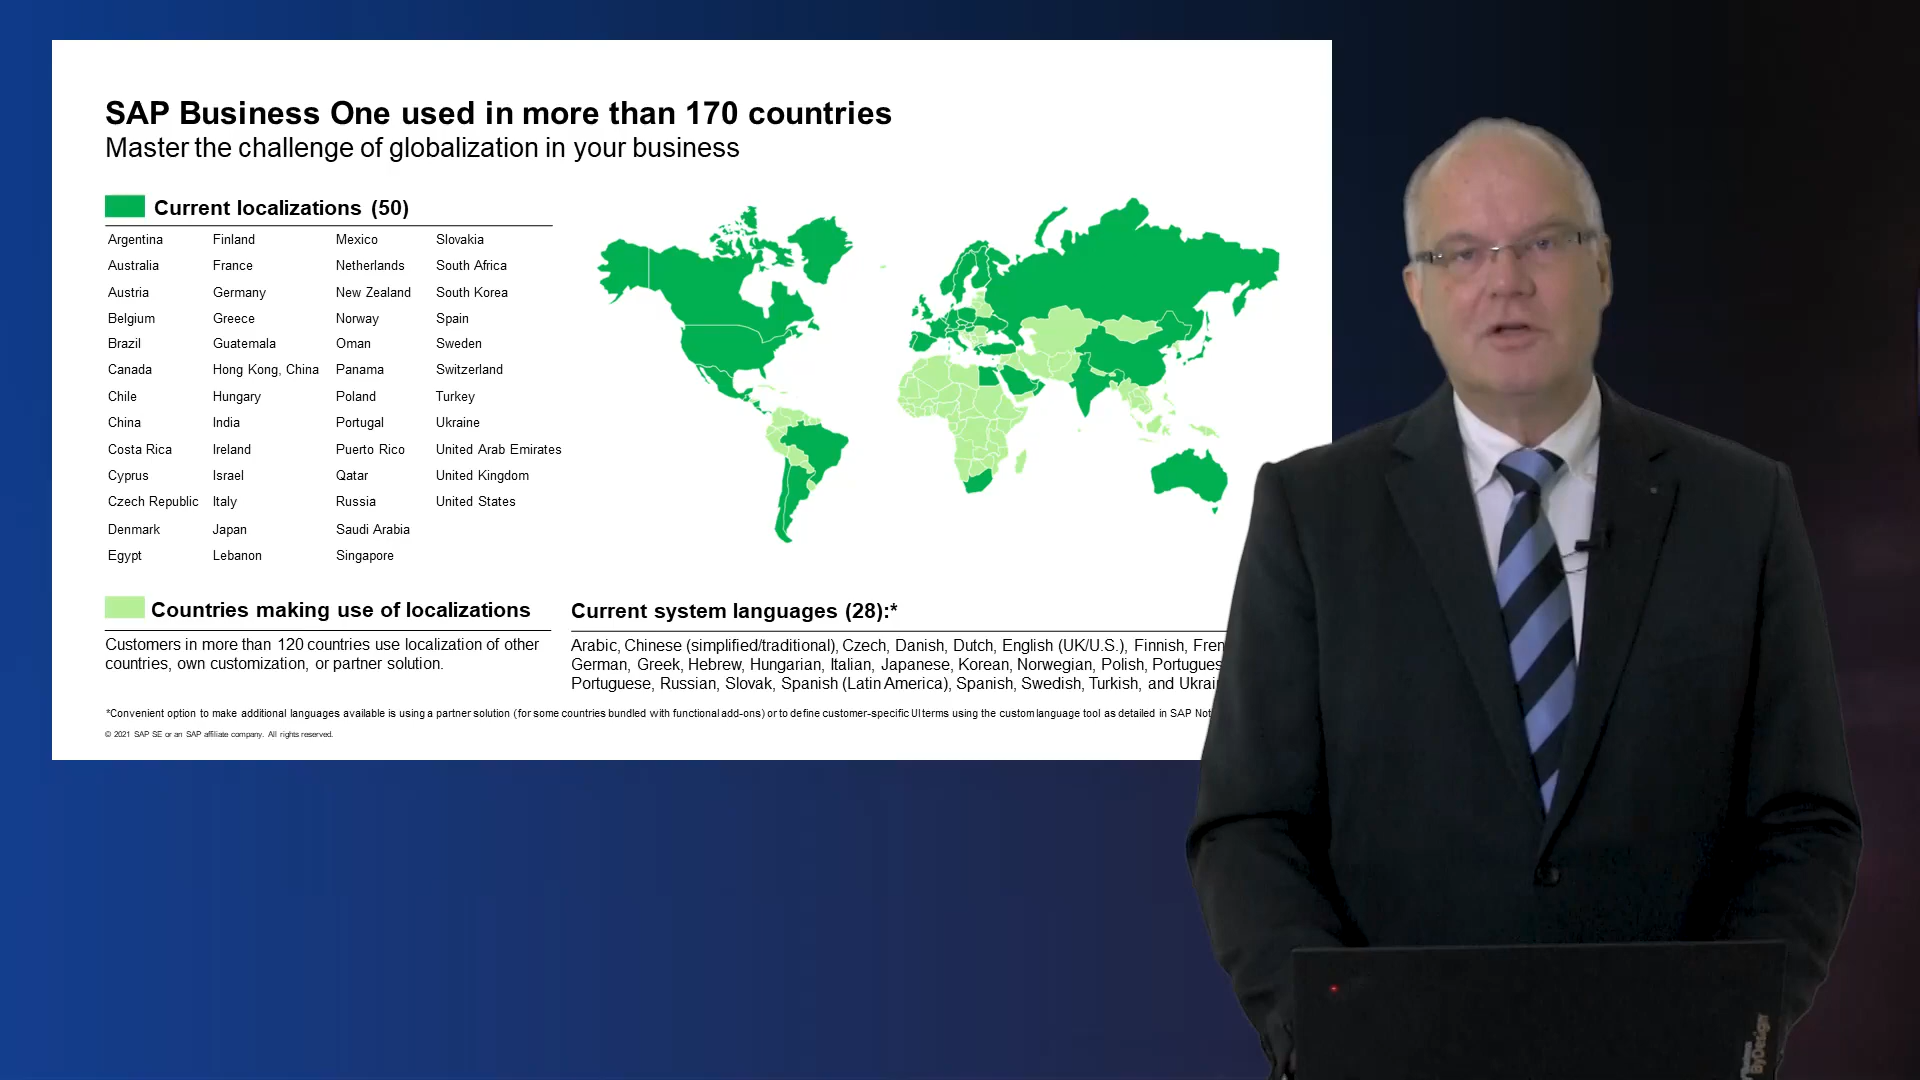 SAP Business One used in more than 170 countries
Master the challenge of globalization in your business
Current localizations (50)
Argentina Finland Mexico Slovakia
Australia France Netherlands South Africa
Austria Germany New Zealand South Korea
Belgium Greece Norway Spain
Brazil Guatemala Oman Sweden
Canada Hong Kong, China Panama Switzerland
Chile Hungary Poland Turkey
China India Portugal Ukraine
Costa Rica Ireland Puerto Rico United Arab Emirates
Cyprus Israel Qatar United Kingdom
Czech Republic Italy Russia United States
Denmark Japan Saudi Arabia
Egypt Lebanon Singapore
Countries making use of localizations
Customers in more than 120 countries use localization of other
countries, own customization, or partner solution.
Current system languages (28):*
Arabic, Chinese (simplified/traditional), Czech, Danish, Dutch, English (UK/U.S.), Finnish, Fren
German, Greek, Hebrew, Hungarian, Italian, Japanese, Korean, Norwegian, Polish, Portugues
Portuguese, Russian, Slovak, Spanish (Latin America), Spanish, Swedish, Turkish, and Ukrai
*Convenient option to make additional languages available is using a partner solution (for some countries bundled with functional add-ons) or to define customer-specific UI terms using the custom language tool as detailed in SAP Not
© 2021 SAP SE or an SAP affiliate company. All rights reserved.
ByDesign